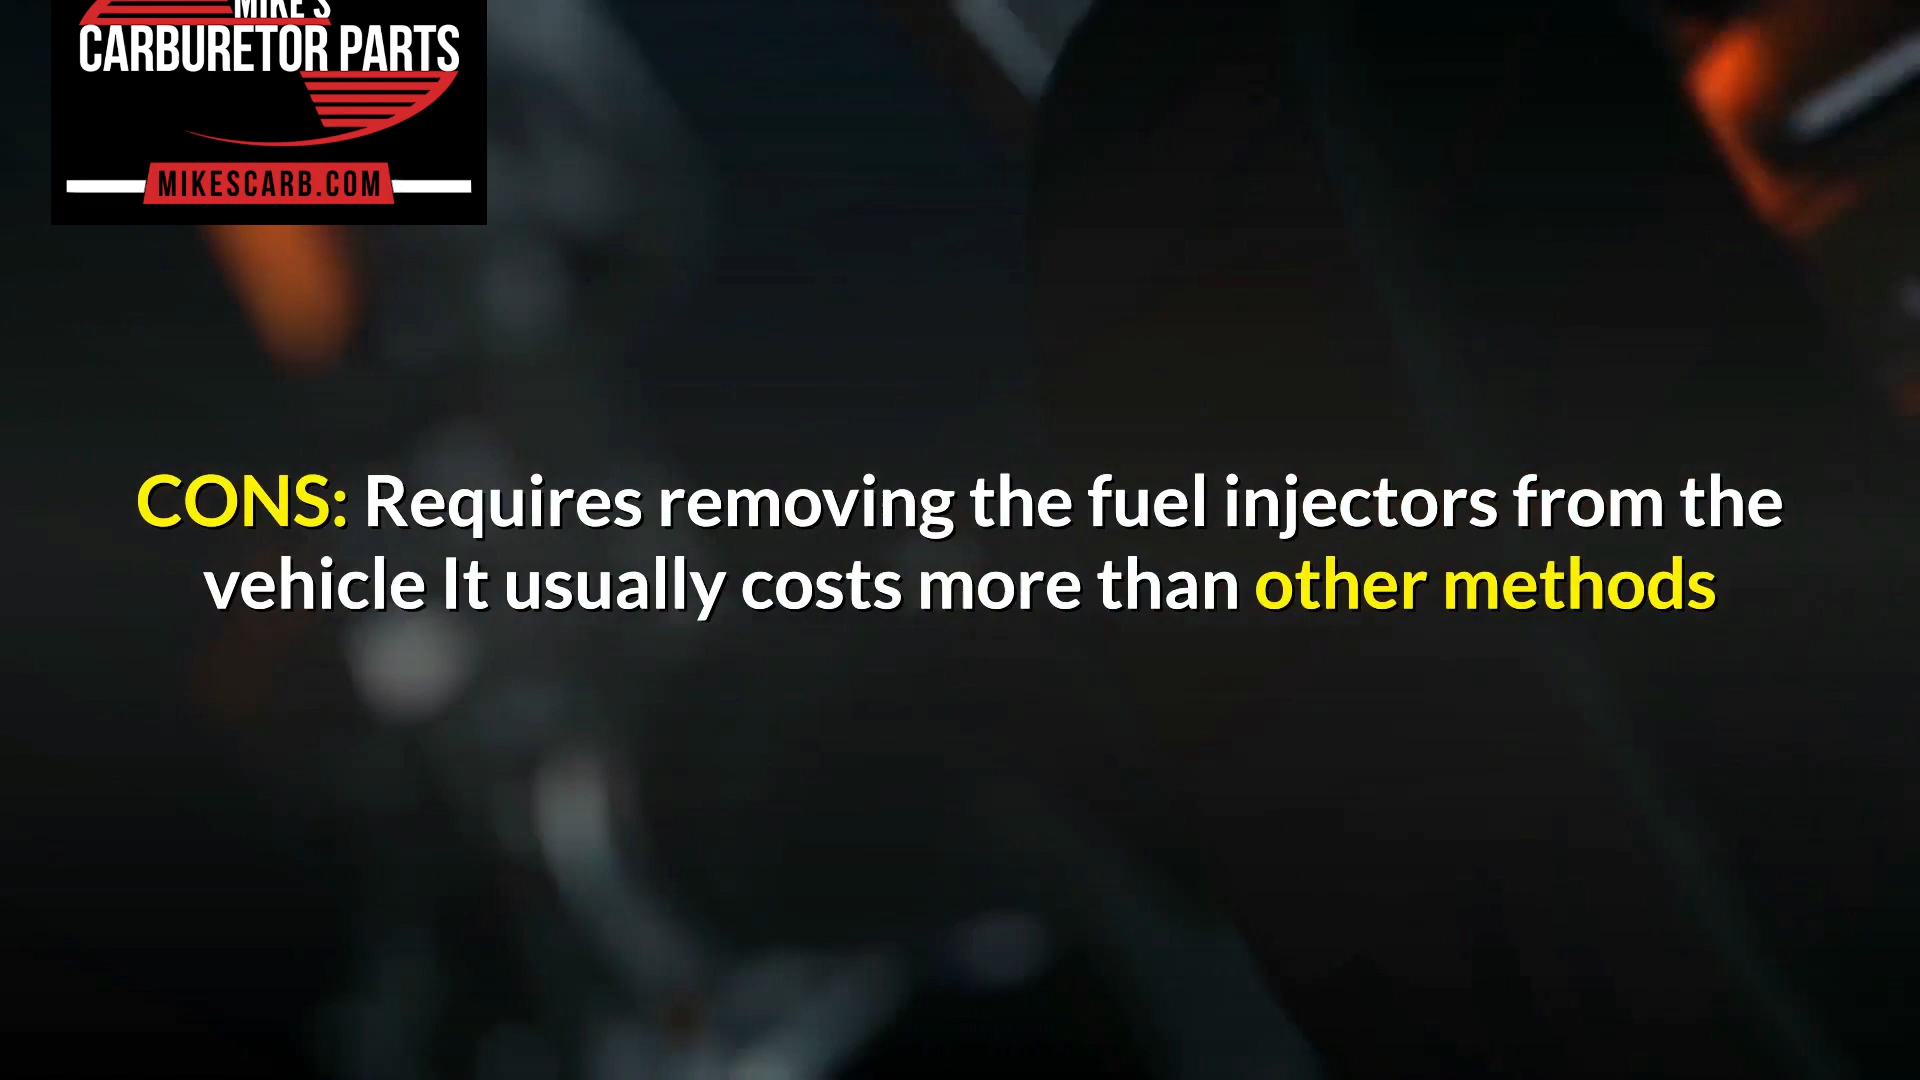 MIKE'S
CARBURETOR PARTS
MIKESCARB.COM
CONS: Requires removing the fuel injectors from the
vehicle It usually costs more than other methods